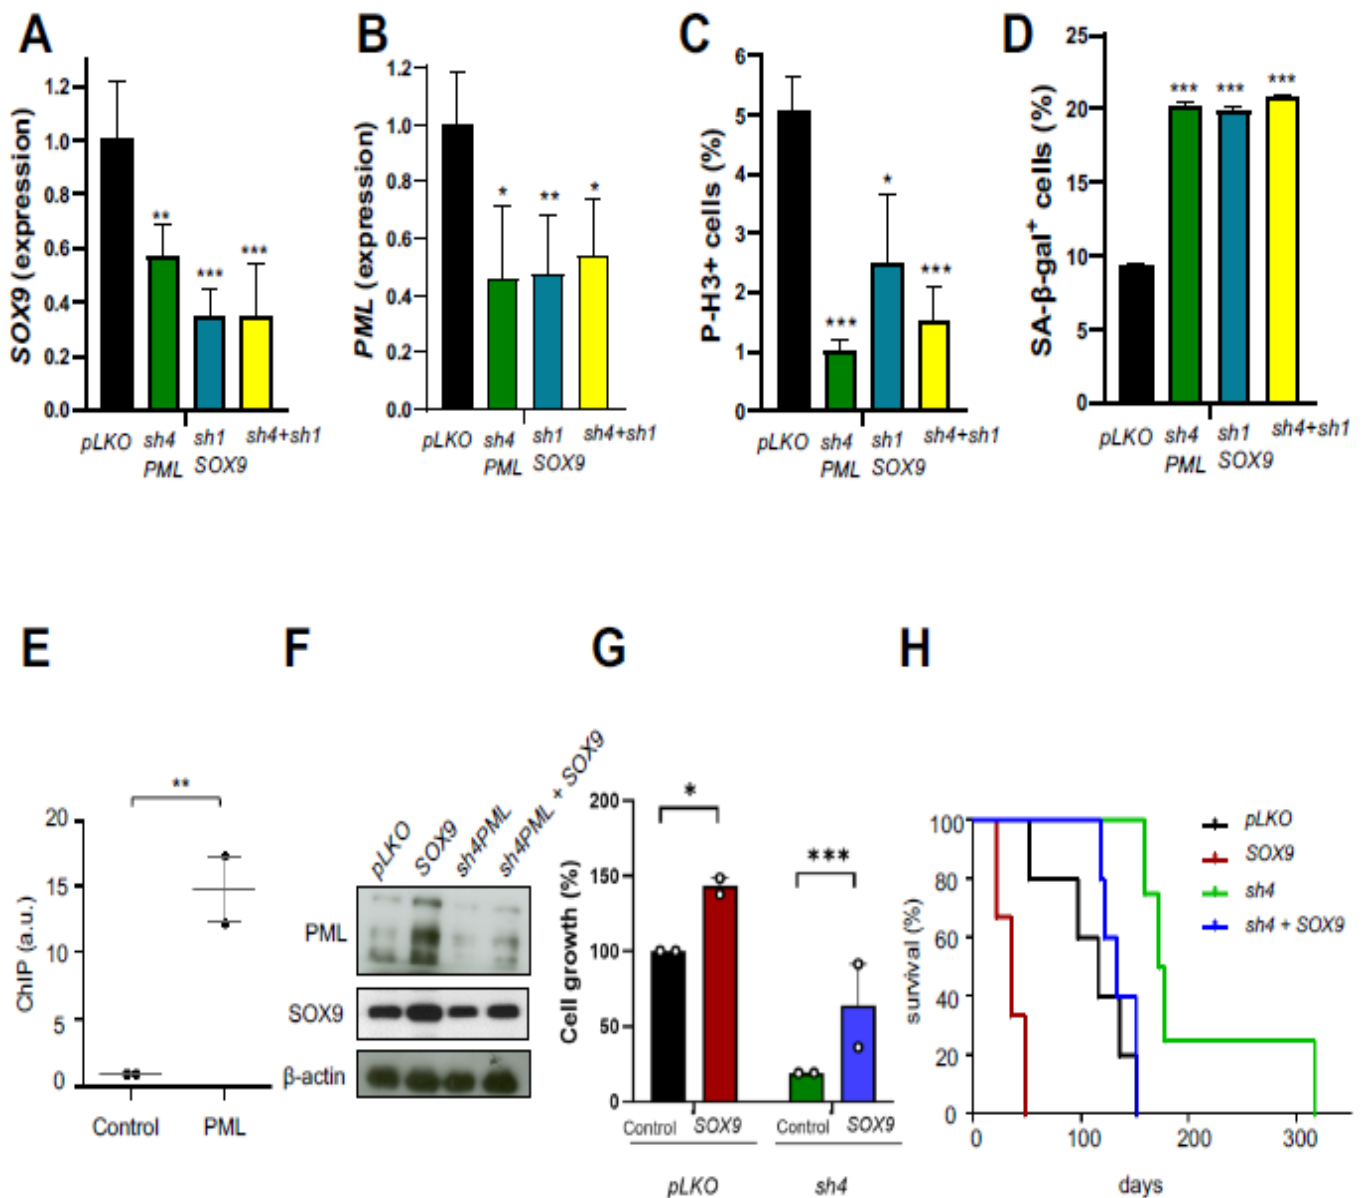 A
SOX9 (expression)
1.2
1.0
0.8
0.6
0.4
0.2
0.0
**
***
***
pLKO sh4 sh1 sh4+sh1
PML SOX9
B
PML (expression)
1.2
1.0
0.8
0.6
0.4
0.2
0.0
*
**
*
pLKO sh4 sh1 sh4+sh1
PML SOX9
C
P-H3+ cells (%)
6
5
4
3
2
1
0
***
*
***
pLKO sh4 sh1 sh4+sh1
PML SOX9
D
SA-β-gal+ cells (%)
25
20
15
10
5
0
***
***
***
pLKO sh4 sh1 sh4+sh1
PML SOX9
E
ChIP (a.u.)
20
15
10
5
0
**
Control PML
F
pLKO
SOX9
sh4PML
sh4PML + SOX9
PML
SOX9
β-actin
G
Cell growth (%)
200
150
100
50
0
*
***
Control SOX9 Control SOX9
pLKO sh4
H
survival (%)
100
80
60
40
20
0
0 100 200 300
days
pLKO
SOX9
sh4
sh4 + SOX9